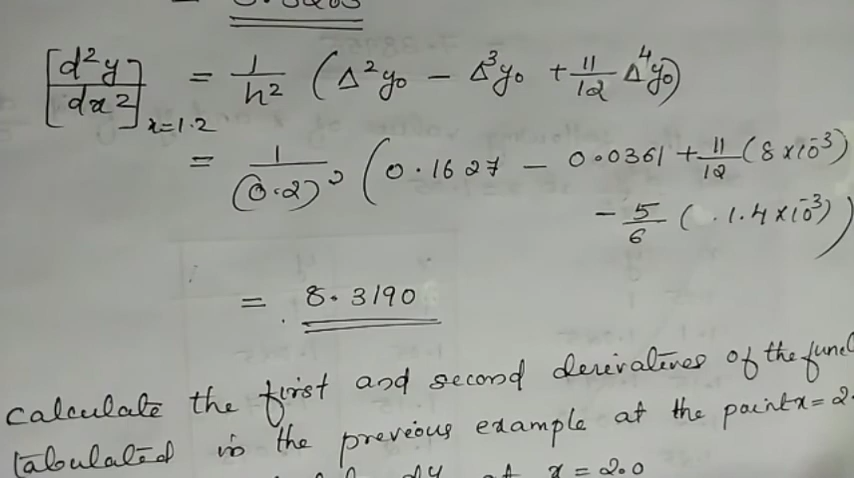 [d²y/dx²]x=1.2 = 1/h² (Δ²y₀ - Δ³y₀ + 11/12 Δ⁴y₀)
= 1/(0.2)² (0.1627 - 0.0361 + 11/12 (8×10⁻³)
- 5/6 (1.4×10⁻³))
= 8.3190
calculate the first and second derivatives of the func
tabulated in the previous example at the point x=2.
at x = 2.0